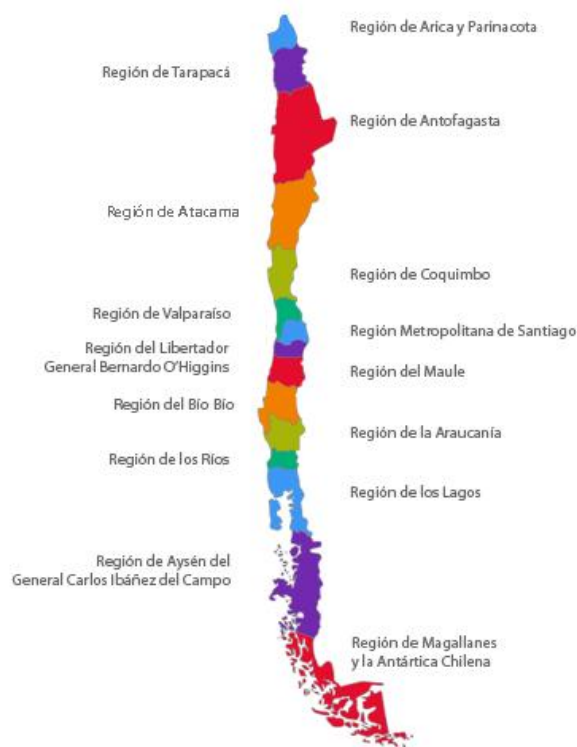 Región de Arica y Parinacota
Región de Tarapacá
Región de Antofagasta
Región de Atacama
Región de Coquimbo
Región de Valparaíso
Región Metropolitana de Santiago
Región del Libertador
General Bernardo O'Higgins
Región del Maule
Región del Bío Bío
Región de la Araucanía
Región de los Ríos
Región de los Lagos
Región de Aysén del
General Carlos Ibáñez del Campo
Región de Magallanes
y la Antártica Chilena